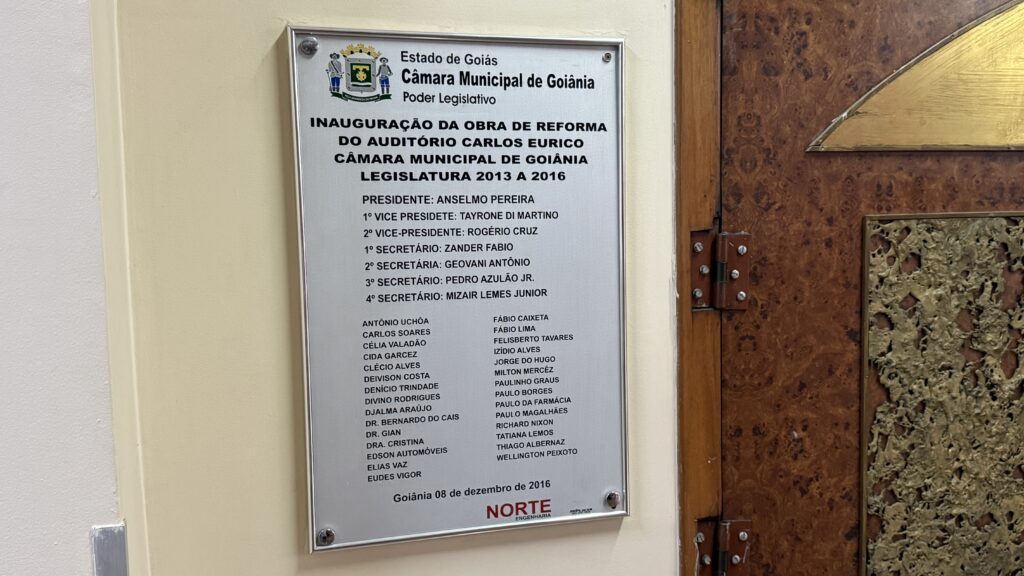 Estado de Goiás
Câmara Municipal de Goiânia
Poder Legislativo
INAUGURAÇÃO DA OBRA DE REFORMA
DO AUDITÓRIO CARLOS EURICO
CÂMARA MUNICIPAL DE GOIÂNIA
LEGISLATURA 2013 A 2016
PRESIDENTE: ANSELMO PEREIRA
1º VICE PRESIDETE: TAYRONE DI MARTINO
2º VICE-PRESIDENTE: ROGÉRIO CRUZ
1º SECRETÁRIO: ZANDER FABIO
2º SECRETÁRIA: GEOVANI ANTÔNIO
3º SECRETÁRIO: PEDRO AZULÃO JR.
4º SECRETÁRIO: MIZAIR LEMES JUNIOR
ANTÔNIO UCHÔA
CARLOS SOARES
CÉLIA VALADÃO
CIDA GARCEZ
CLÉCIO ALVES
DEIVISON COSTA
DENÍCIO TRINDADE
DIVINO RODRIGUES
DJALMA ARAÚJO
DR. BERNARDO DO CAIS
DR. GIAN
DRA. CRISTINA
EDSON AUTOMÓVEIS
ELIAS VAZ
EUDES VIGOR
FÁBIO CAIXETA
FÁBIO LIMA
FELISBERTO TAVARES
IZÍDIO ALVES
JORGE DO HUGO
MILTON MERCÊZ
PAULINHO GRAUS
PAULO BORGES
PAULO DA FARMÁCIA
PAULO MAGALHÃES
RICHARD NIXON
TATIANA LEMOS
THIAGO ALBERNAZ
WELLINGTON PEIXOTO
Goiânia 08 de dezembro de 2016
NORTE
ENGENHARIA